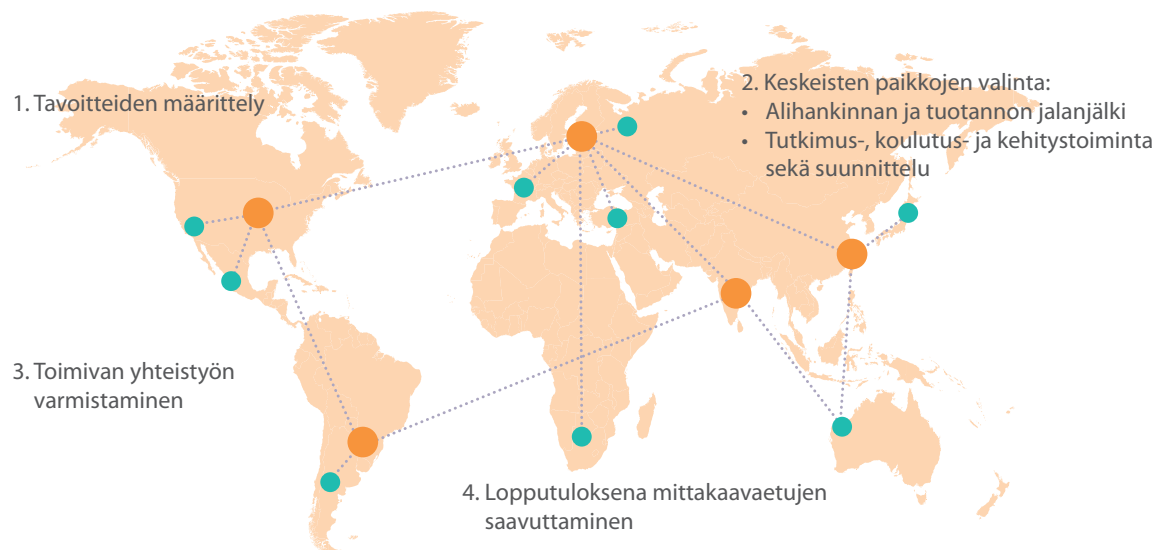 1. Tavoitteiden määrittely
2. Keskeisten paikkojen valinta:
• Alihankinnan ja tuotannon jalanjälki
• Tutkimus-, koulutus- ja kehitystoiminta
sekä suunnittelu
3. Toimivan yhteistyön
varmistaminen
4. Lopputuloksena mittakaavaetujen
saavuttaminen